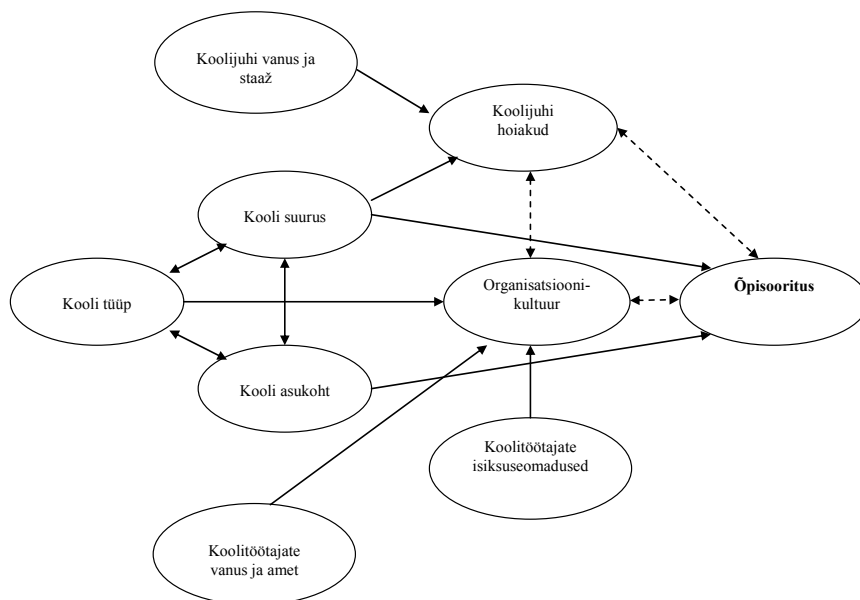 Koolijuhi vanus ja
staaž
Koolijuhi
hoiakud
Kooli suurus
Organisatsiooni-
kultuur
Õpisooritus
Kooli tüüp
Kooli asukoht
Koolitöötajate
isiksuseomadused
Koolitöötajate
vanus ja amet